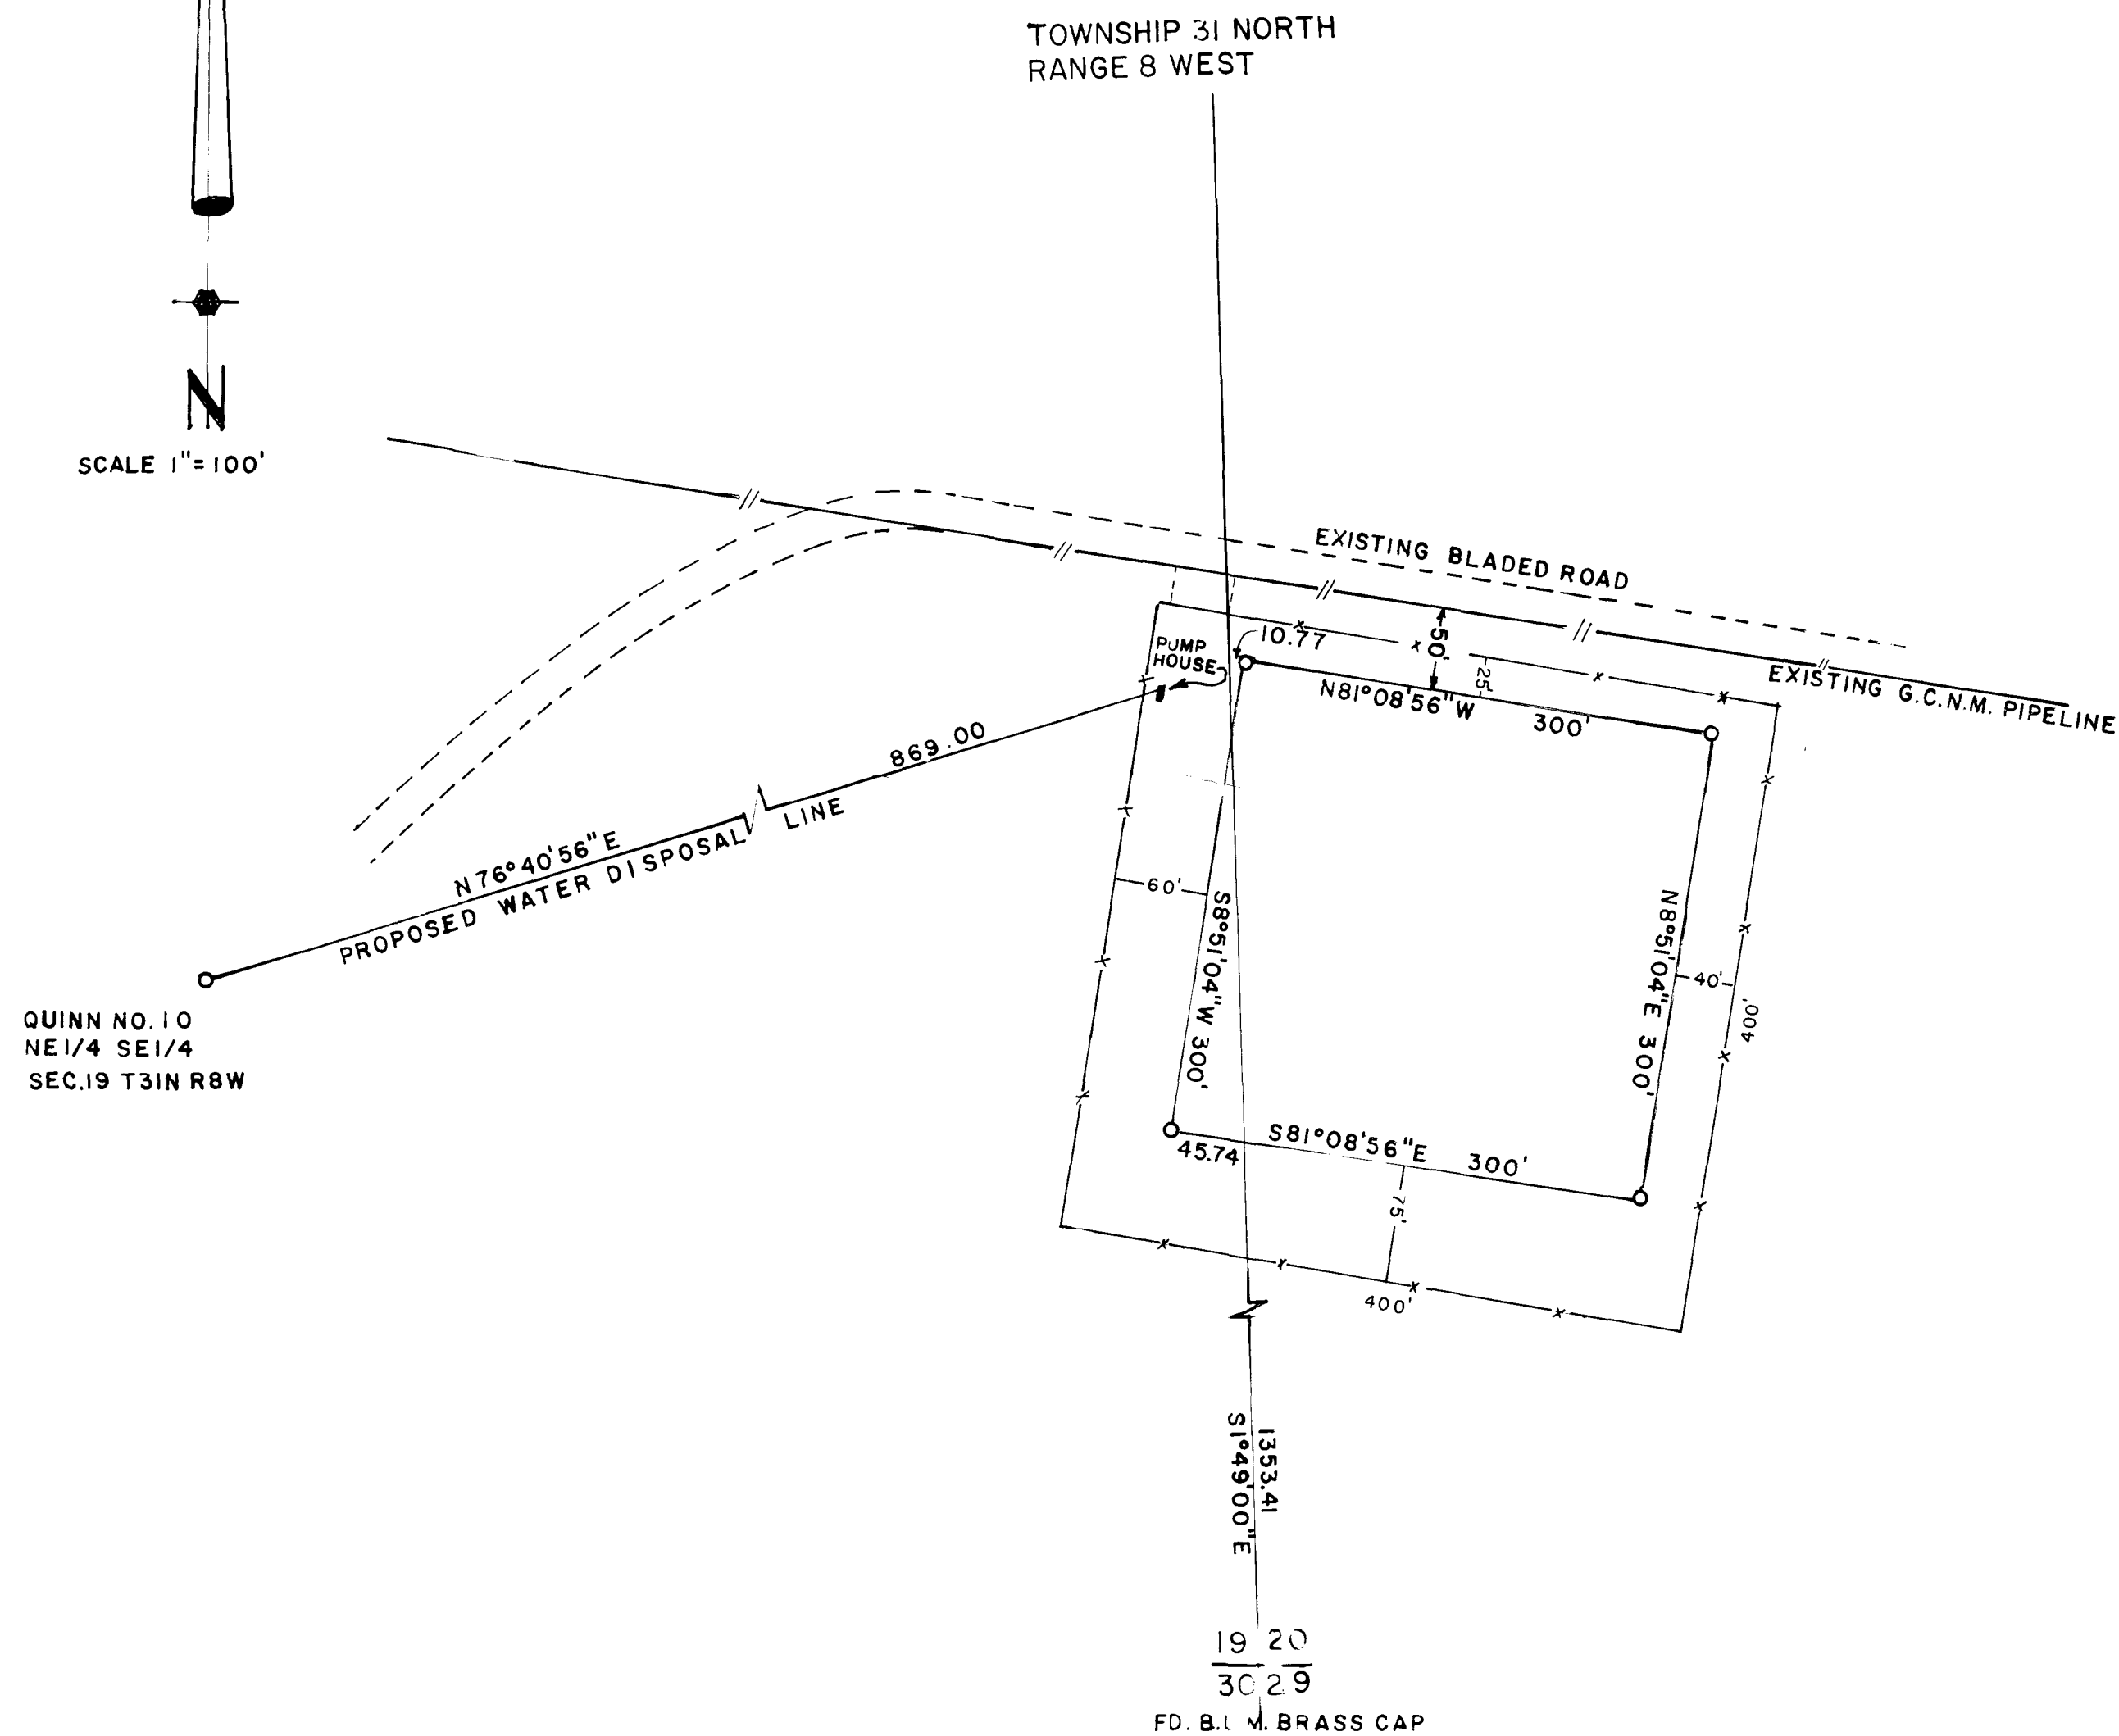 TOWNSHIP 31 NORTH
RANGE 8 WEST
N
SCALE 1"=100'
EXISTING BLADED ROAD
EXISTING G.C.N.M. PIPELINE
50'
10.77
25'
PUMP
HOUSE
N81°08'56"W 300'
869.00
N76°40'56"E
PROPOSED WATER DISPOSAL LINE
60'
S8°51'04"W 300'
N8°51'04"E 300'
40'
400'
QUINN NO. 10
NE1/4 SE1/4
SEC.19 T31N R8W
45.74
S81°08'56"E 300'
75'
400'
1353.41
S1°49'00"E
19 20
30 29
FD. B.L.M. BRASS CAP